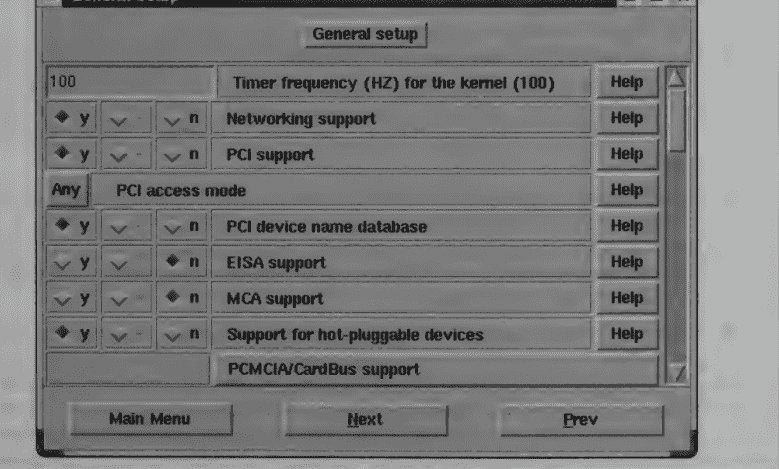 General setup
100 Timer frequency (HZ) for the kernel (100) Help
y - n Networking support Help
y - n PCI support Help
Any PCI access mode Help
y - n PCI device name database Help
y n EISA support Help
y - n MCA support Help
y - n Support for hot-pluggable devices Help
PCMCIA/CardBus support
Main Menu Next Prev